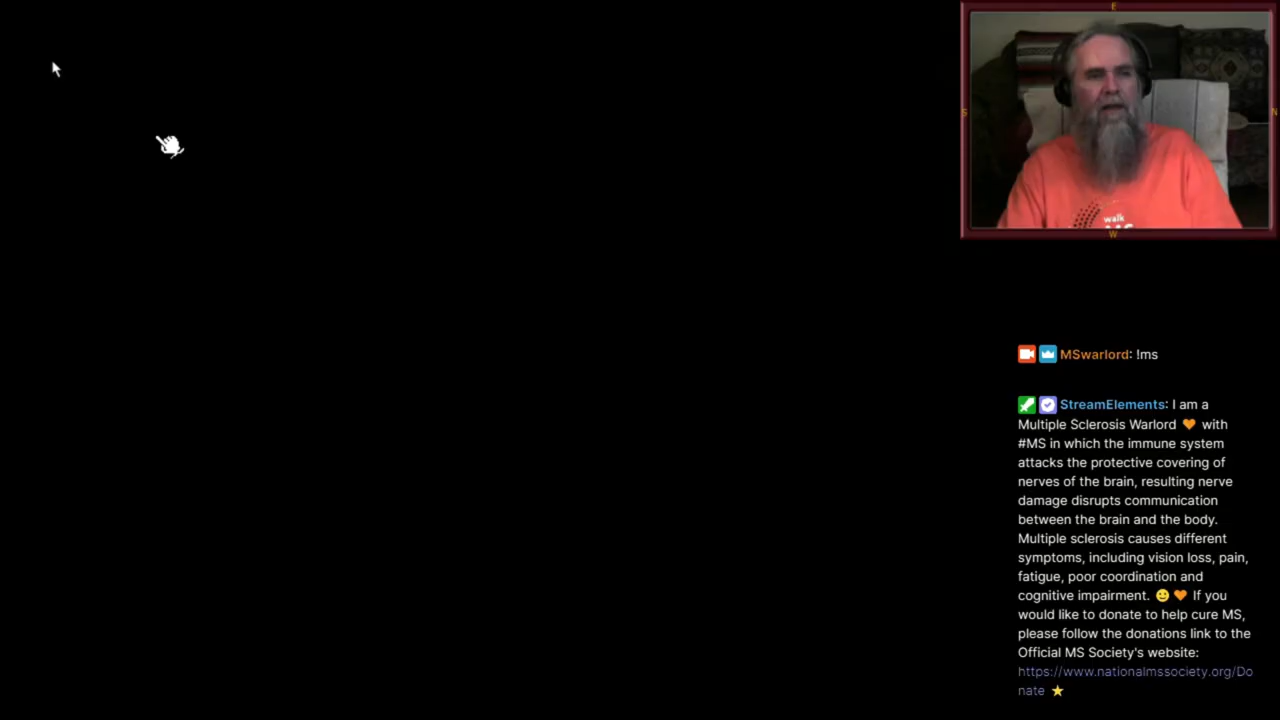 E
S
N
walk
MS
W
MSwarlord: !ms
StreamElements: I am a
Multiple Sclerosis Warlord 🧡 with
#MS in which the immune system
attacks the protective covering of
nerves of the brain, resulting nerve
damage disrupts communication
between the brain and the body.
Multiple sclerosis causes different
symptoms, including vision loss, pain,
fatigue, poor coordination and
cognitive impairment. 🙂 🧡 If you
would like to donate to help cure MS,
please follow the donations link to the
Official MS Society's website:
https://www.nationalmssociety.org/Do
nate ⭐